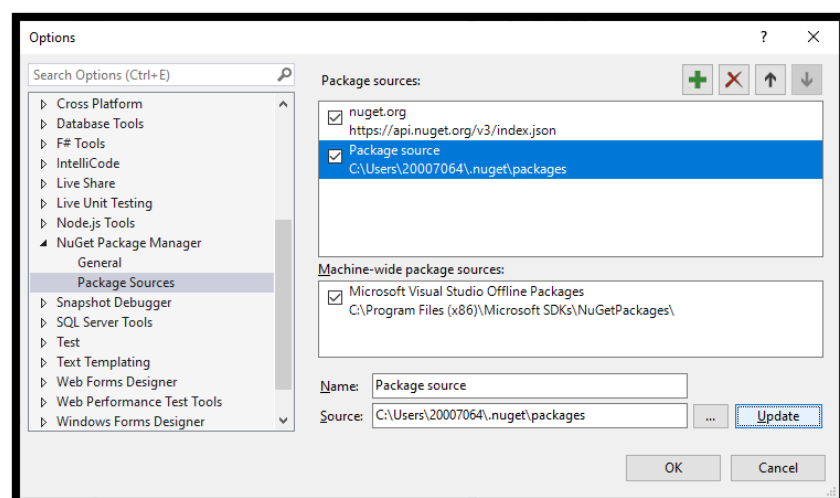 Options
?
Search Options (Ctrl+E)
Cross Platform
Database Tools
F# Tools
IntelliCode
Live Share
Live Unit Testing
Node.js Tools
NuGet Package Manager
General
Package Sources
Snapshot Debugger
SQL Server Tools
Test
Text Templating
Web Forms Designer
Web Performance Test Tools
Windows Forms Designer
Package sources:
nuget.org
https://api.nuget.org/v3/index.json
Package source
C:\Users\20007064\.nuget\packages
Machine-wide package sources:
Microsoft Visual Studio Offline Packages
C:\Program Files (x86)\Microsoft SDKs\NuGetPackages\
Name: Package source
Source: C:\Users\20007064\.nuget\packages ... Update
OK Cancel